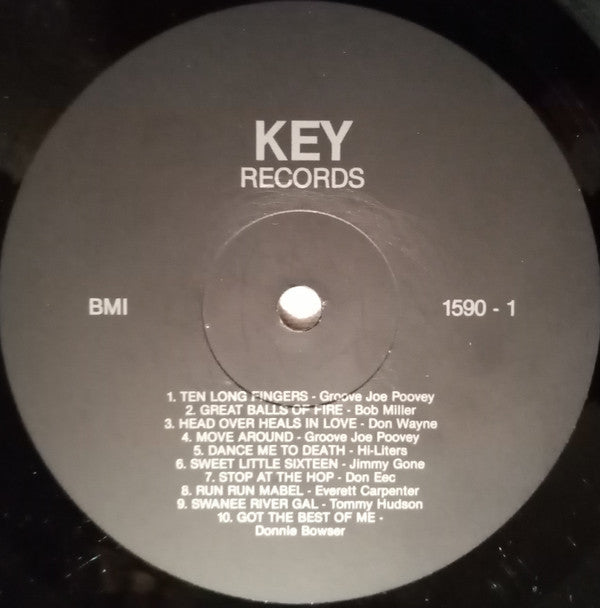 KEY
RECORDS
BMI
1590 - 1
1. TEN LONG FINGERS - Groove Joe Poovey
2. GREAT BALLS OF FIRE - Bob Miller
3. HEAD OVER HEALS IN LOVE - Don Wayne
4. MOVE AROUND - Groove Joe Poovey
5. DANCE ME TO DEATH - Hi-Liters
6. SWEET LITTLE SIXTEEN - Jimmy Gone
7. STOP AT THE HOP - Don Eec
8. RUN RUN MABEL - Everett Carpenter
9. SWANEE RIVER GAL - Tommy Hudson
10. GOT THE BEST OF ME -
Donnie Bowser